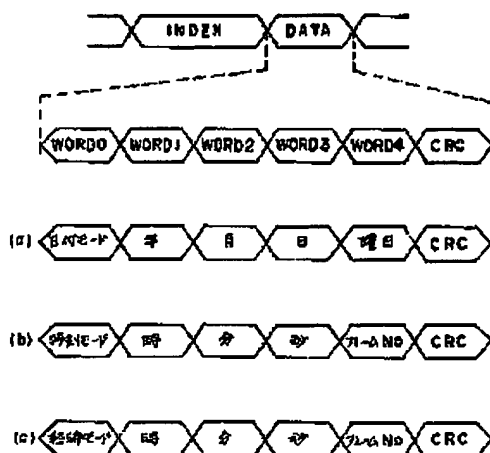 INDEX DATA
WORD0 WORD1 WORD2 WORD3 WORD4 CRC
(a) 日付モード 年 月 日 曜日 CRC
(b) 時刻モード 時 分 秒 フレームNO CRC
(c) 時 分 秒 フレームNO CRC